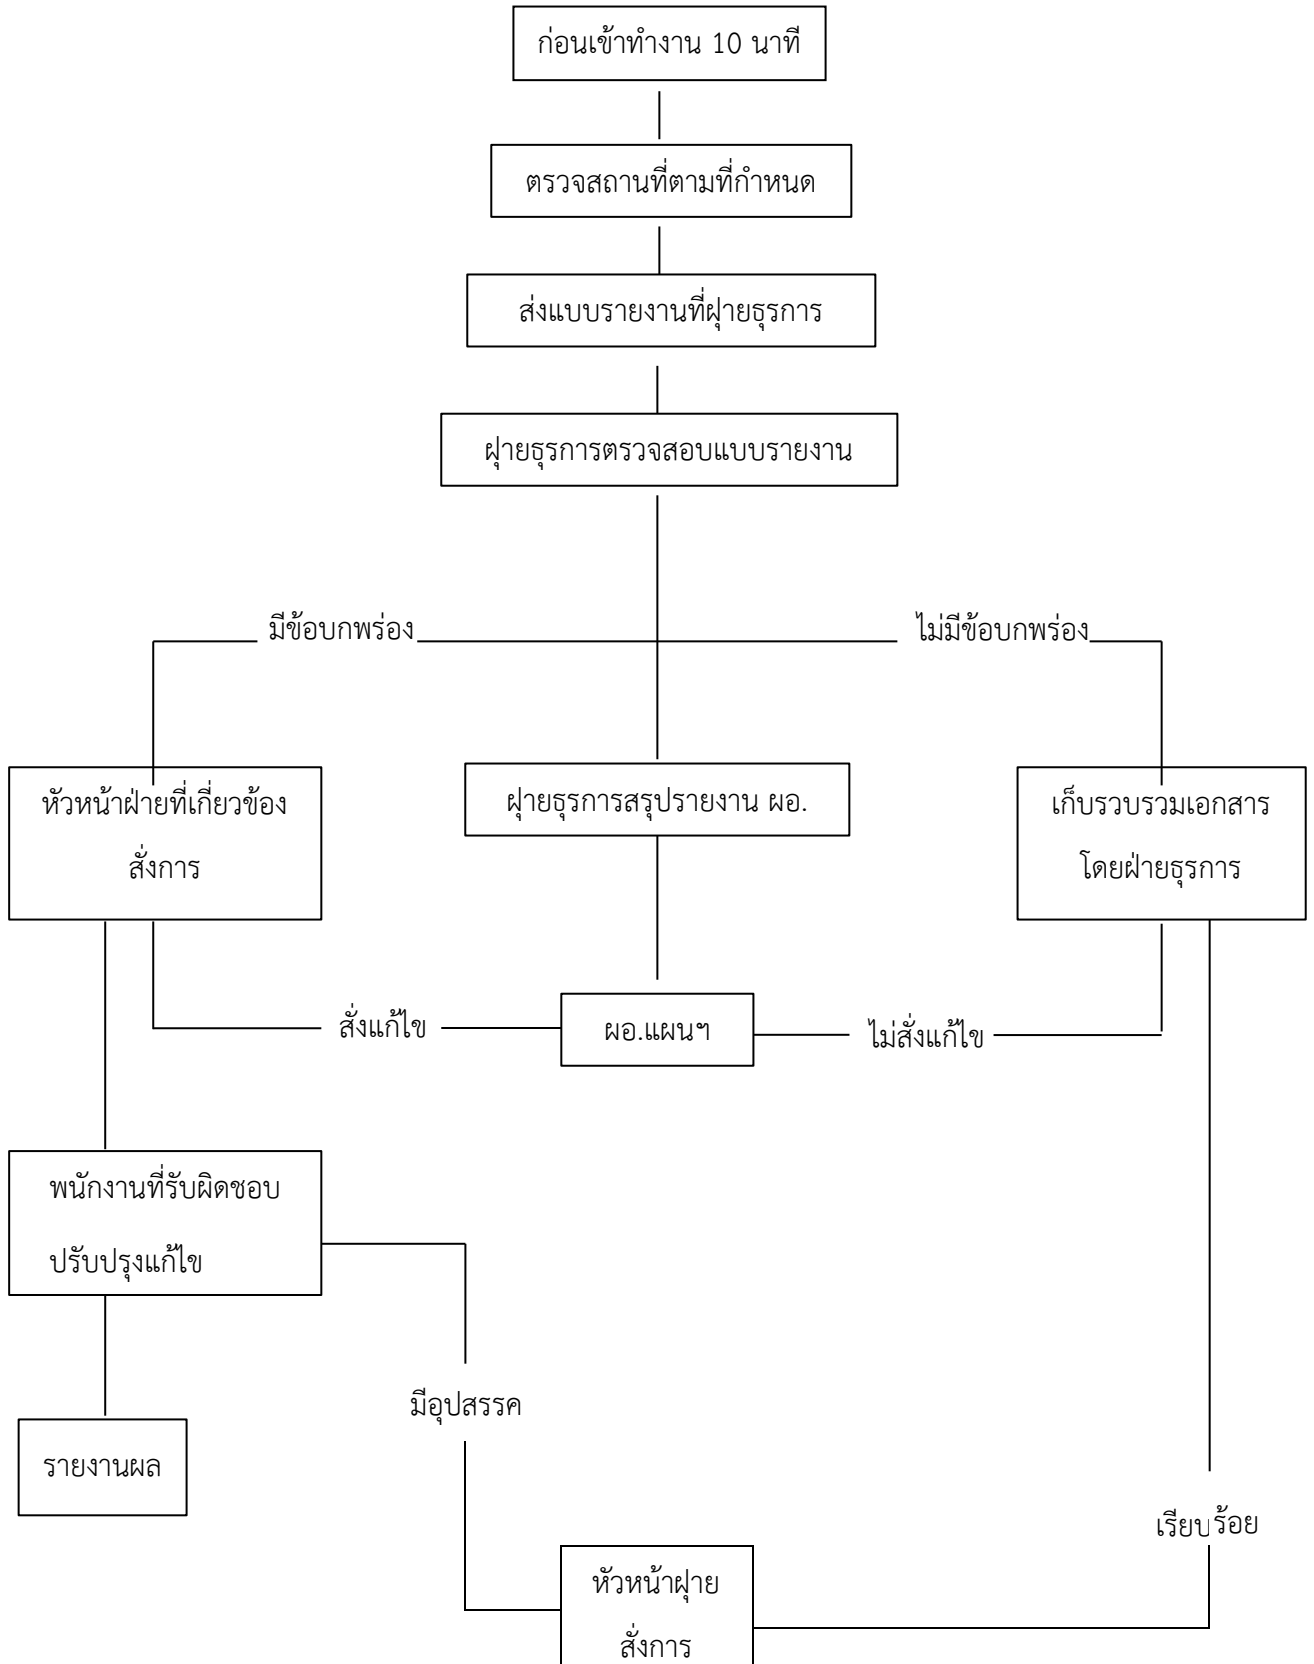 ก่อนเข้าทำงาน 10 นาที
ตรวจสถานที่ตามที่กำหนด
ส่งแบบรายงานที่ฝุายธุรการ
ฝุายธุรการตรวจสอบแบบรายงาน
มีข้อบกพร่อง
ไม่มีข้อบกพร่อง
หัวหน้าฝ่ายที่เกี่ยวข้อง
สั่งการ
ฝุายธุรการสรุปรายงาน ผอ.
เก็บรวบรวมเอกสาร
โดยฝ่ายธุรการ
สั่งแก้ไข
ผอ.แผนฯ
ไม่สั่งแก้ไข
พนักงานที่รับผิดชอบ
ปรับปรุงแก้ไข
มีอุปสรรค
รายงานผล
เรียบร้อย
หัวหน้าฝุาย
สั่งการ